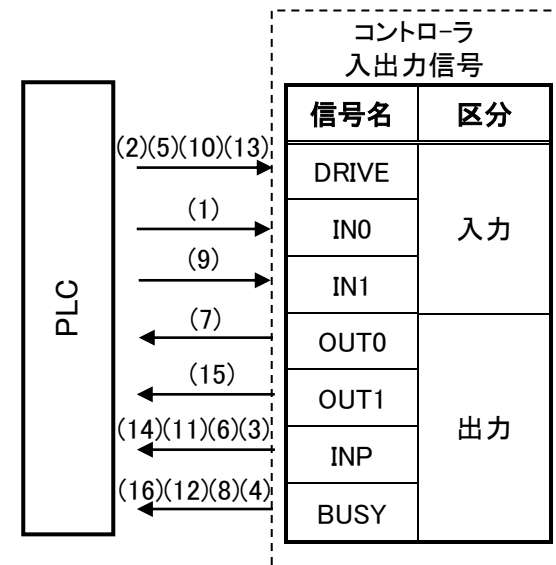 コントロ-ラ
入出力信号
信号名 区分
(2)(5)(10)(13)
DRIVE
(1)
IN0
入力
(9)
IN1
PLC
(7)
OUT0
(15)
OUT1
出力
(14)(11)(6)(3)
INP
(16)(12)(8)(4)
BUSY